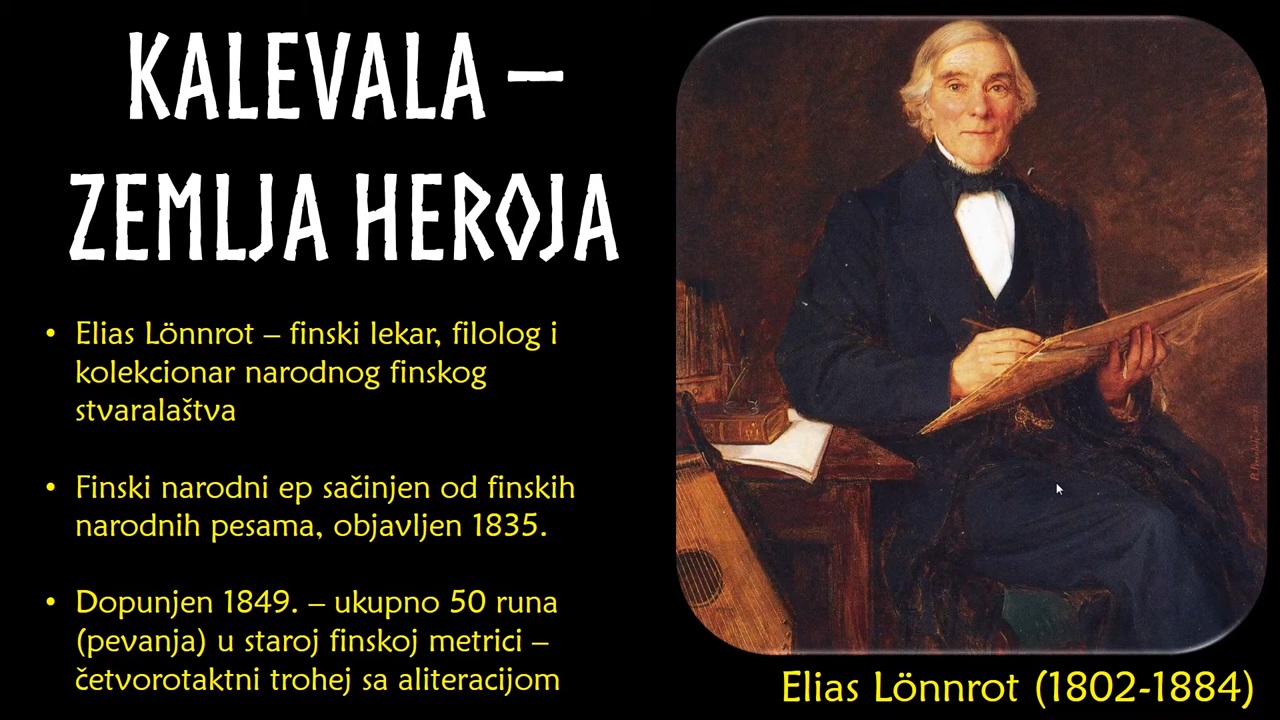 KALEVALA –
ZEMLJA HEROJA
• Elias Lönnrot – finski lekar, filolog i
kolekcionar narodnog finskog
stvaralaštva
• Finski narodni ep sačinjen od finskih
narodnih pesama, objavljen 1835.
• Dopunjen 1849. – ukupno 50 runa
(pevanja) u staroj finskoj metrici –
četvorotaktni trohej sa aliteracijom
Elias Lönnrot (1802-1884)